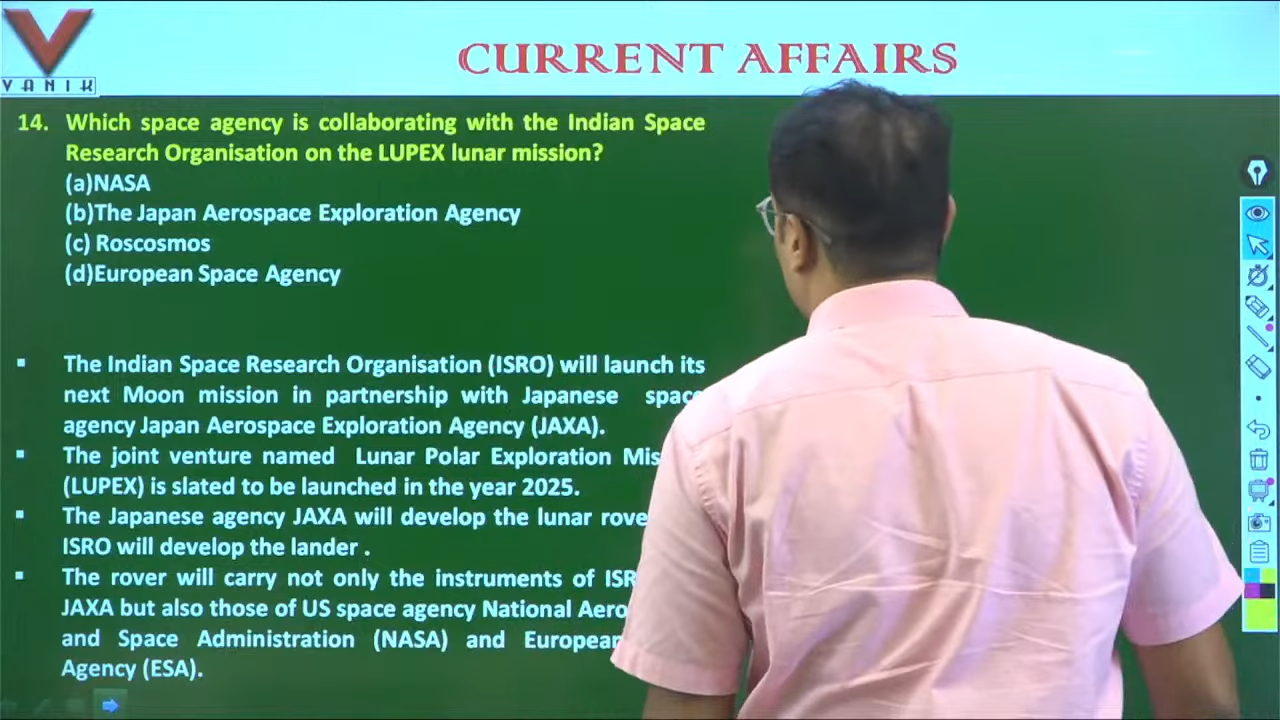 VANIK
CURRENT AFFAIRS
14. Which space agency is collaborating with the Indian Space
Research Organisation on the LUPEX lunar mission?
(a)NASA
(b)The Japan Aerospace Exploration Agency
(c) Roscosmos
(d)European Space Agency
▪ The Indian Space Research Organisation (ISRO) will launch its
next Moon mission in partnership with Japanese space
agency Japan Aerospace Exploration Agency (JAXA).
▪ The joint venture named Lunar Polar Exploration Mis
(LUPEX) is slated to be launched in the year 2025.
▪ The Japanese agency JAXA will develop the lunar rove
ISRO will develop the lander .
▪ The rover will carry not only the instruments of ISR
JAXA but also those of US space agency National Aero
and Space Administration (NASA) and European
Agency (ESA).